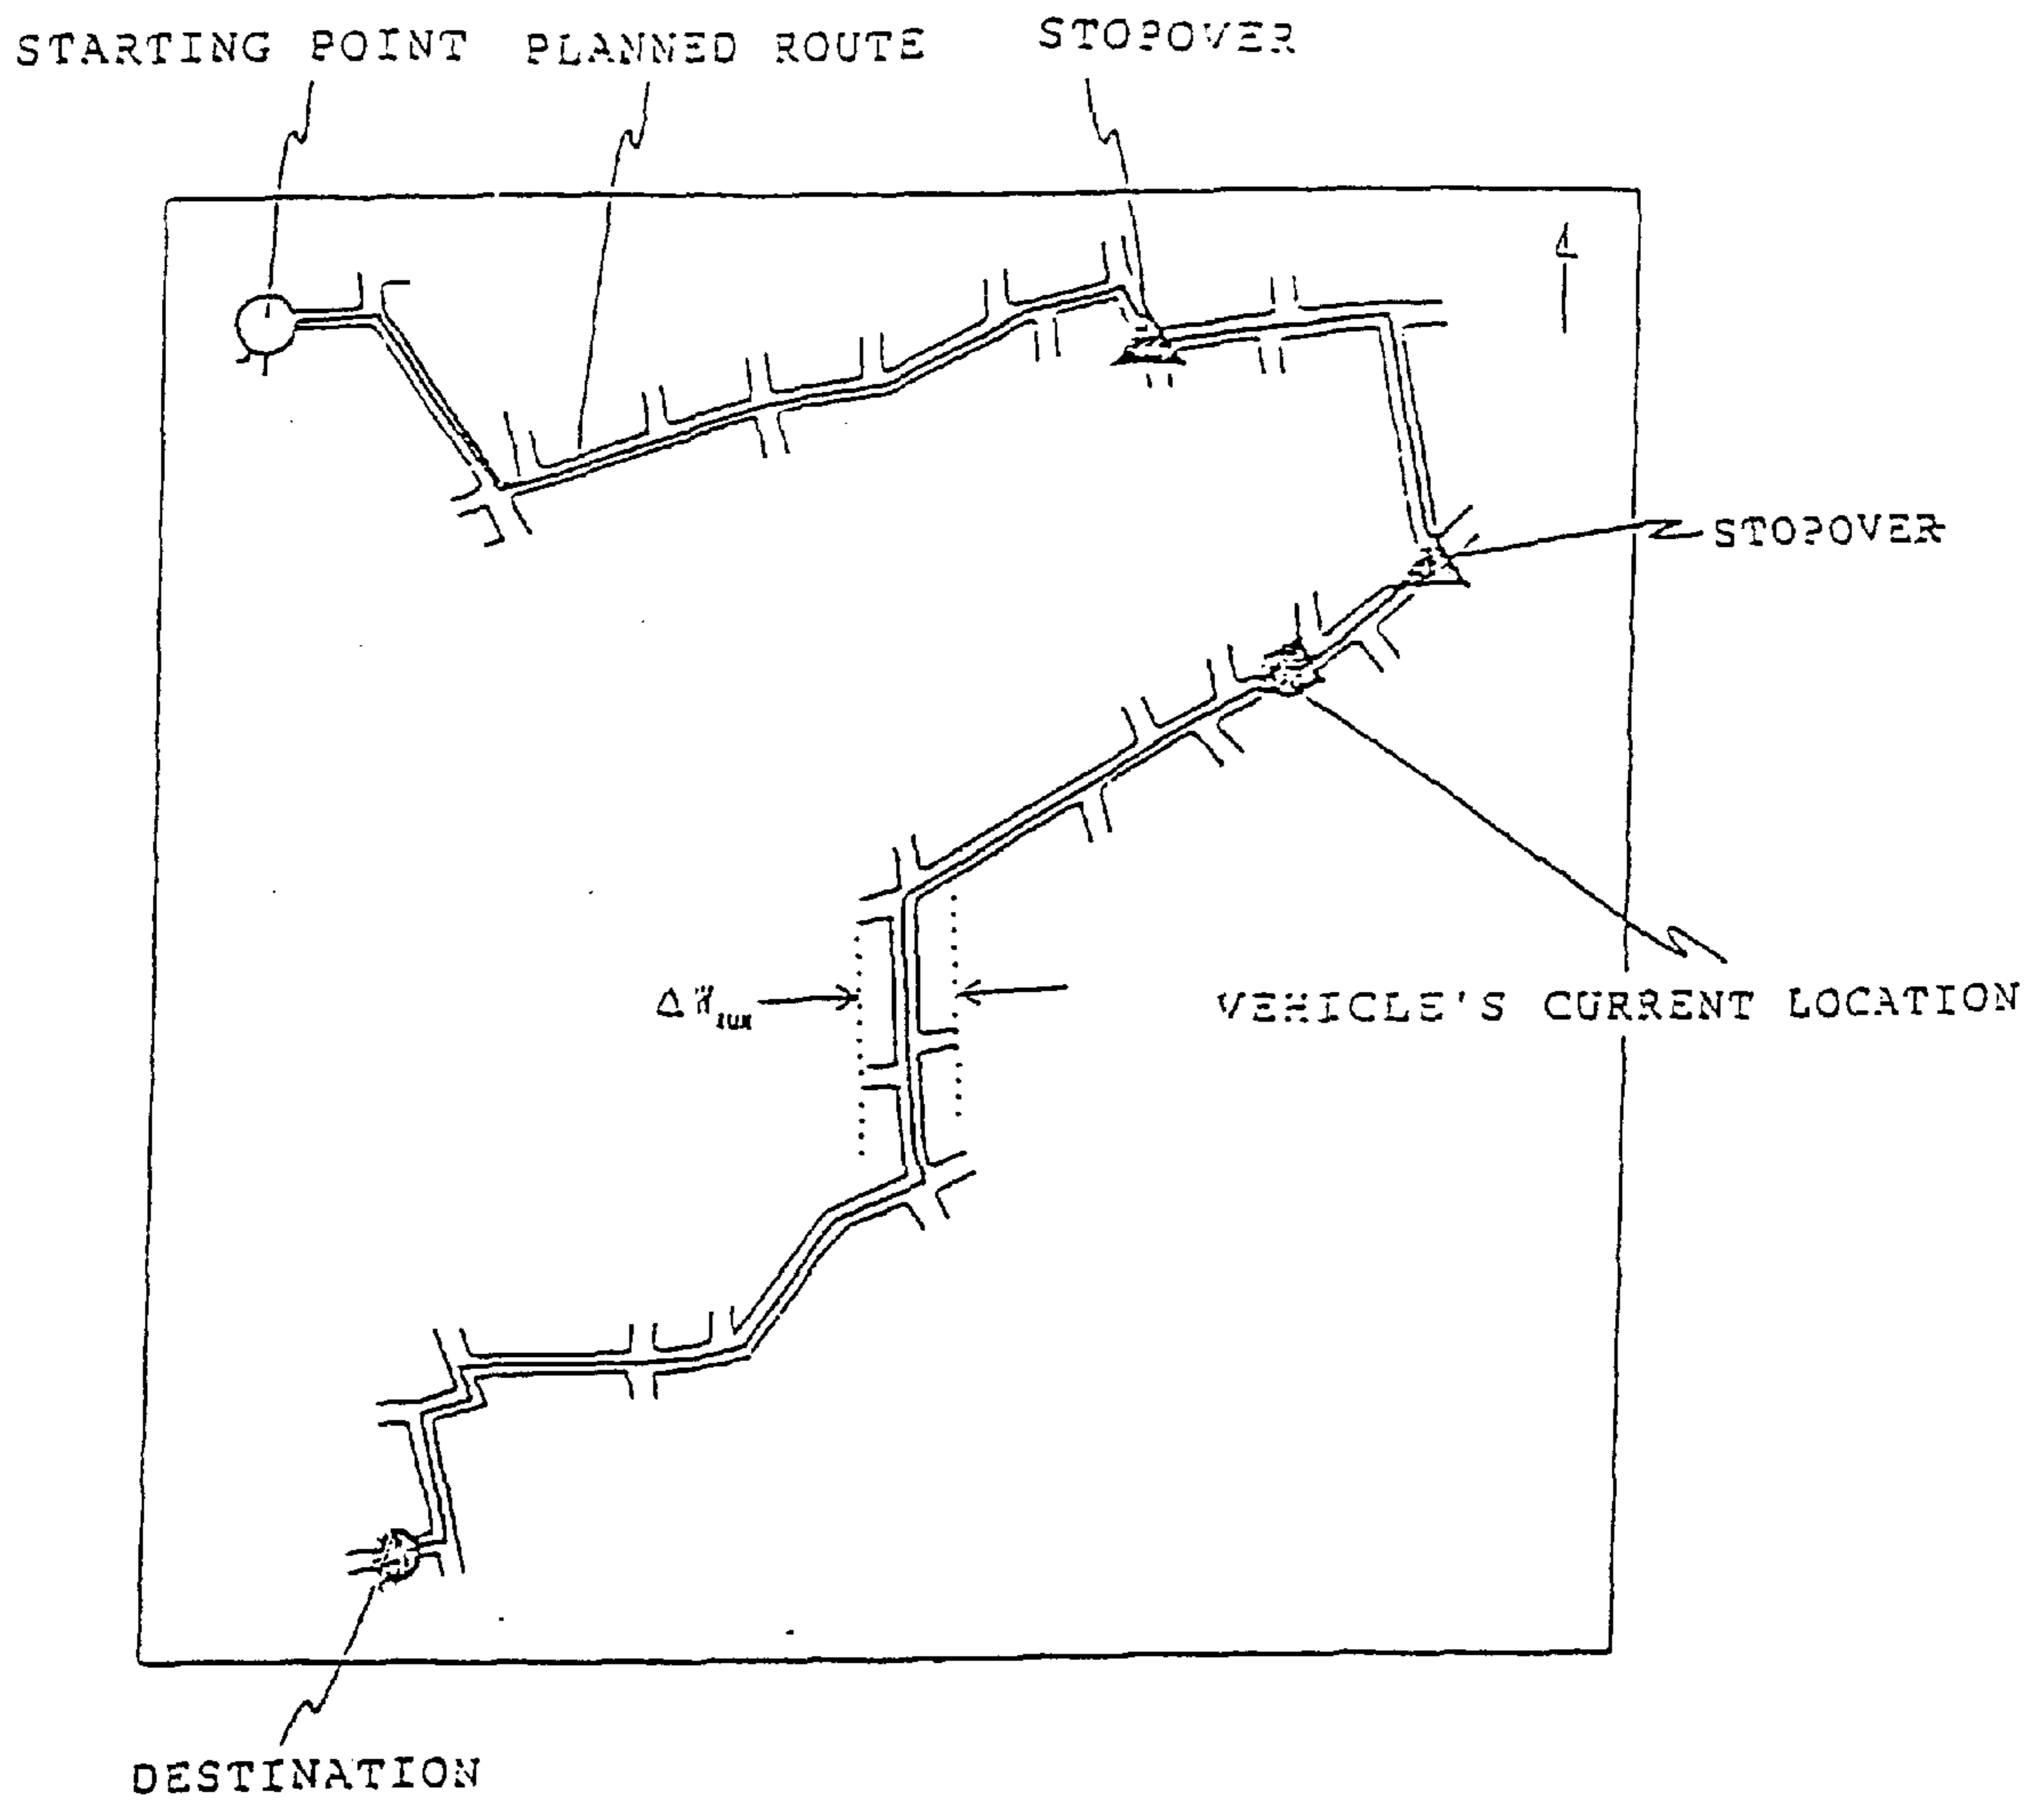 STARTING POINT
PLANNED ROUTE
STOPOVER
STOPOVER
VEHICLE'S CURRENT LOCATION
DESTINATION